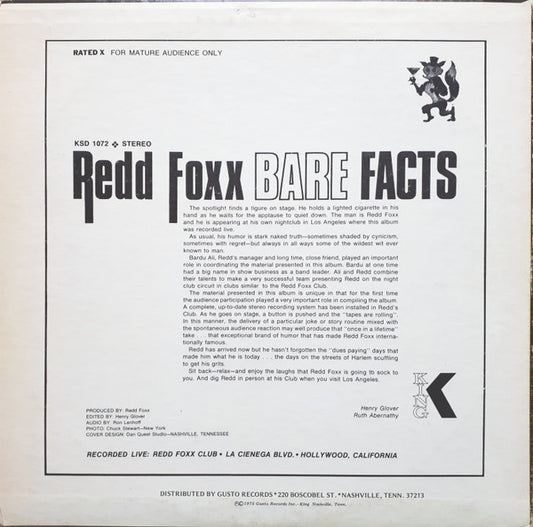 RATED X FOR MATURE AUDIENCE ONLY
KSD 1072 ❖ STEREO
Redd Foxx BARE FACTS
The spotlight finds a figure on stage. He holds a lighted cigarette in his
hand as he waits for the applause to quiet down. The man is Redd Foxx
and he is appearing at his own nightclub in Los Angeles where this album
was recorded live.
As usual, his humor is stark naked truth—sometimes shaded by cynicism,
sometimes with regret—but always in all ways some of the wildest wit ever
known to man.
Bardu Ali, Redd's manager and long time, close friend, played an important
role in coordinating the material presented in this album. Bardu at one time
had a big name in show business as a band leader. Ali and Redd combine
their talents to make a very successful team presenting Redd on the night
club circuit in clubs similar to the Redd Foxx Club.
The material presented in this album is unique in that for the first time
the audience participation played a very important role in compiling the album.
A complete, up-to-date stereo recording system has been installed in Redd's
Club. As he goes on stage, a button is pushed and the "tapes are rolling".
In this manner, the delivery of a particular joke or story routine mixed with
the spontaneous audience reaction may well produce that "once in a lifetime"
take . . . that exceptional brand of humor that has made Redd Foxx interna-
tionally famous.
Redd has arrived now but he hasn't forgotten the "dues paying" days that
made him what he is today . . . the days on the streets of Harlem scuffling
to get his grits.
Sit back—relax—and enjoy the laughs that Redd Foxx is going to sock to
you. And dig Redd in person at his Club when you visit Los Angeles.
Henry Glover
Ruth Abernathy
KING
PRODUCED BY: Redd Foxx
EDITED BY: Henry Glover
AUDIO BY: Ron Lenhoff
PHOTO: Chuck Stewart—New York
COVER DESIGN: Dan Quest Studio—NASHVILLE, TENNESSEE
RECORDED LIVE: REDD FOXX CLUB • LA CIENEGA BLVD. • HOLLYWOOD, CALIFORNIA
DISTRIBUTED BY GUSTO RECORDS * 220 BOSCOBEL ST. * NASHVILLE, TENN. 37213
Ⓟ©1975 Gusto Records Inc.-King Nashville, Tenn.